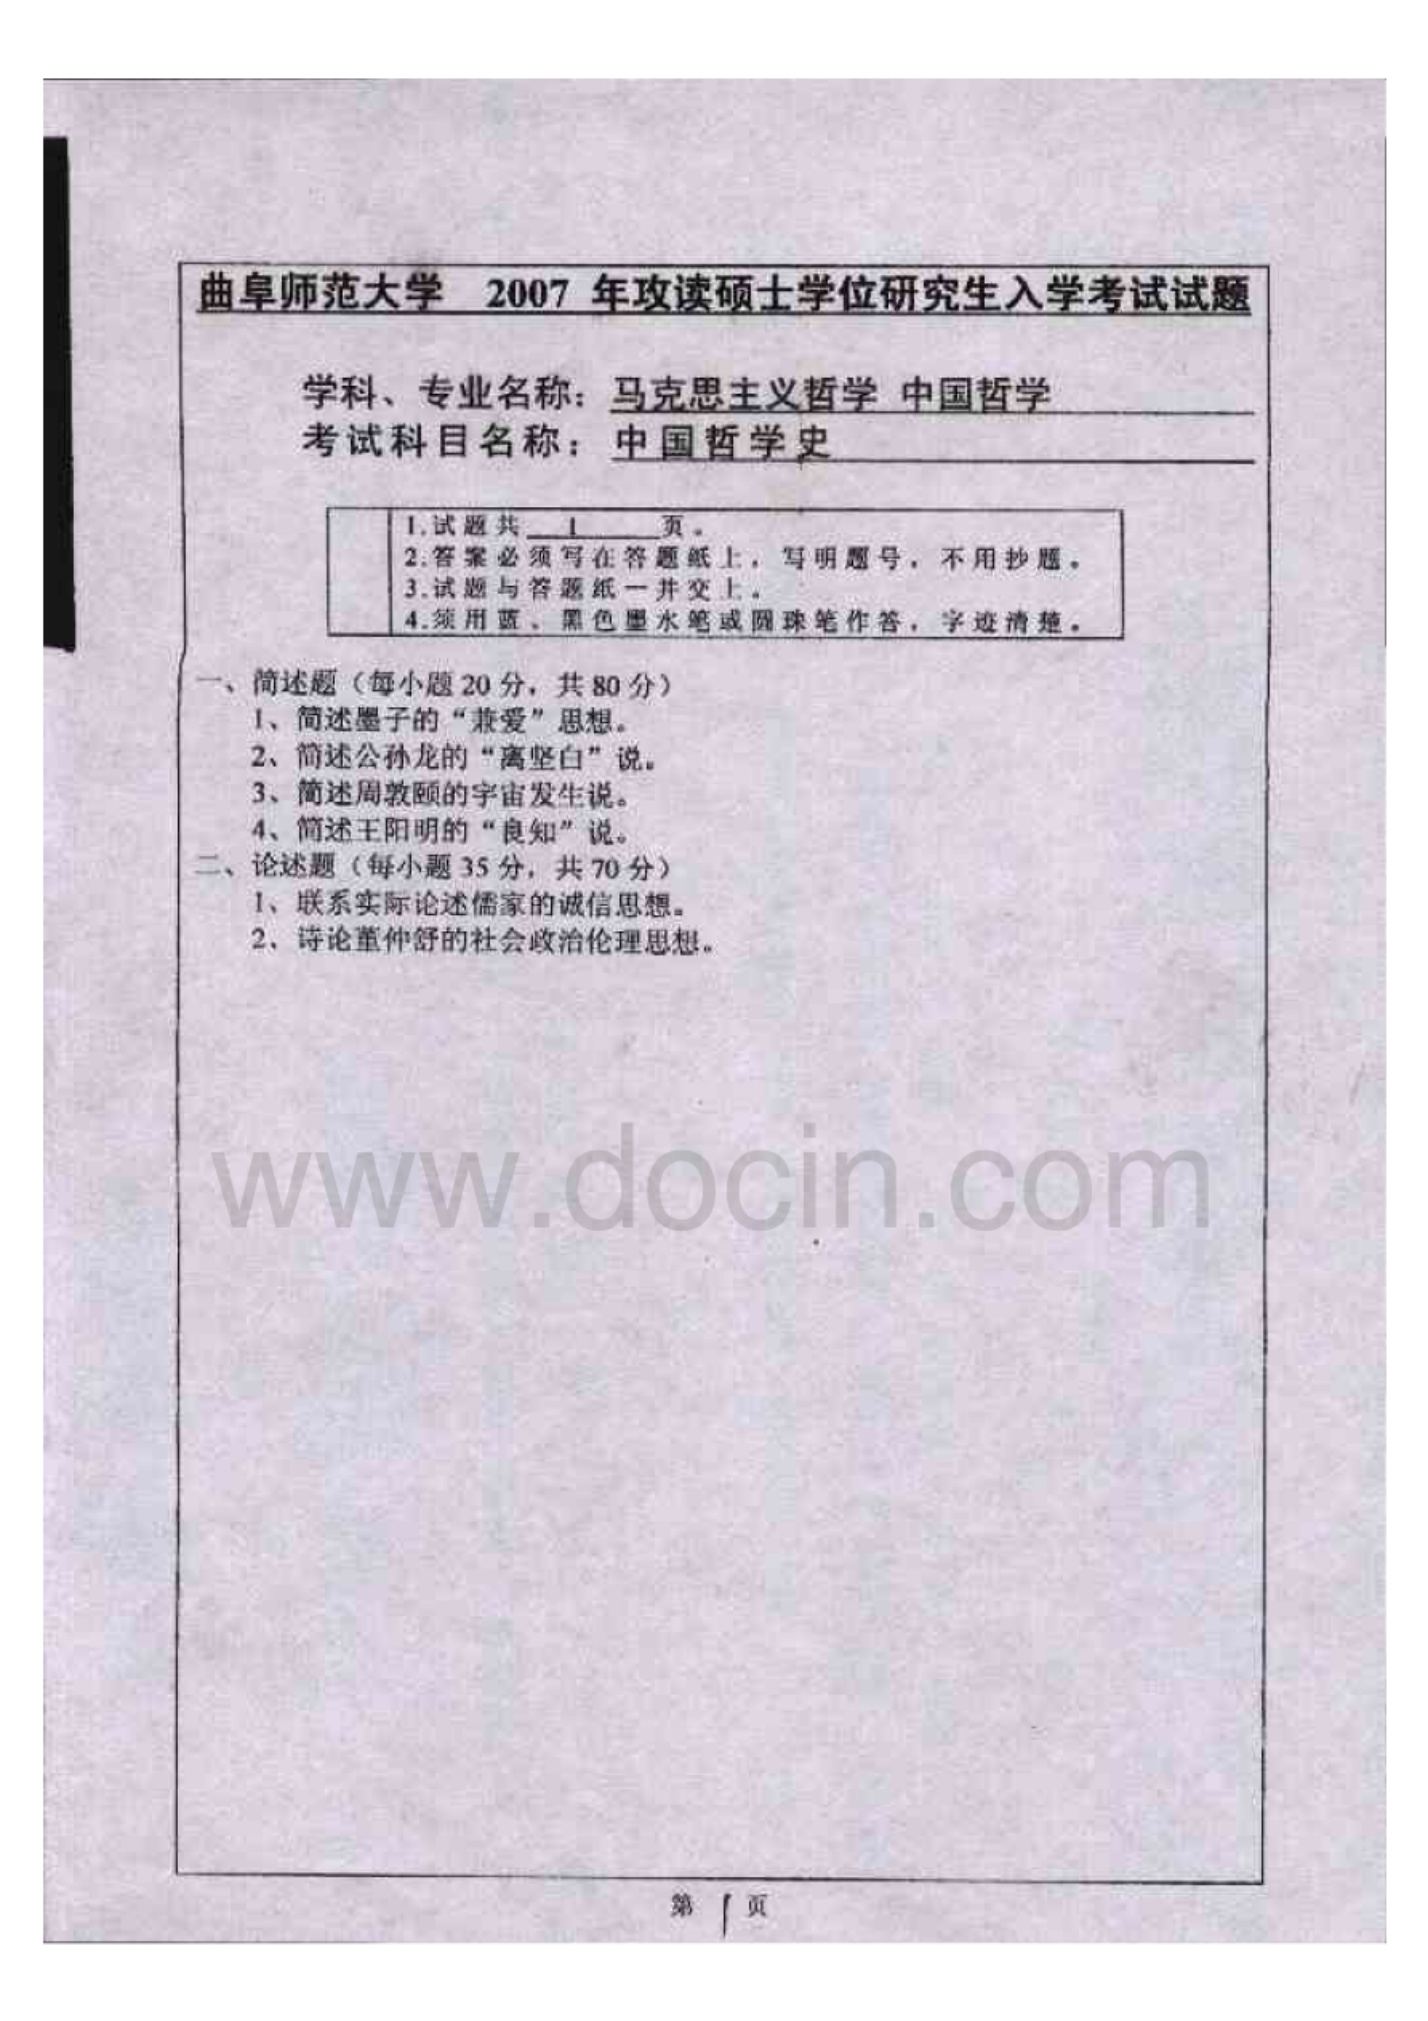 曲阜师范大学 2007 年攻读硕士学位研究生入学考试试题
学科、专业名称：马克思主义哲学 中国哲学
考试科目名称：中国哲学史
1.试题共 1 页。
2.答案必须写在答题纸上，写明题号，不用抄题。
3.试题与答题纸一并交上。
4.须用蓝、黑色墨水笔或圆珠笔作答，字迹清楚。
一、简述题（每小题 20 分，共 80 分）
1、简述墨子的“兼爱”思想。
2、简述公孙龙的“离坚白”说。
3、简述周敦颐的宇宙发生说。
4、简述王阳明的“良知”说。
二、论述题（每小题 35 分，共 70 分）
1、联系实际论述儒家的诚信思想。
2、详论董仲舒的社会政治伦理思想。
www.docin.com
第 1 页